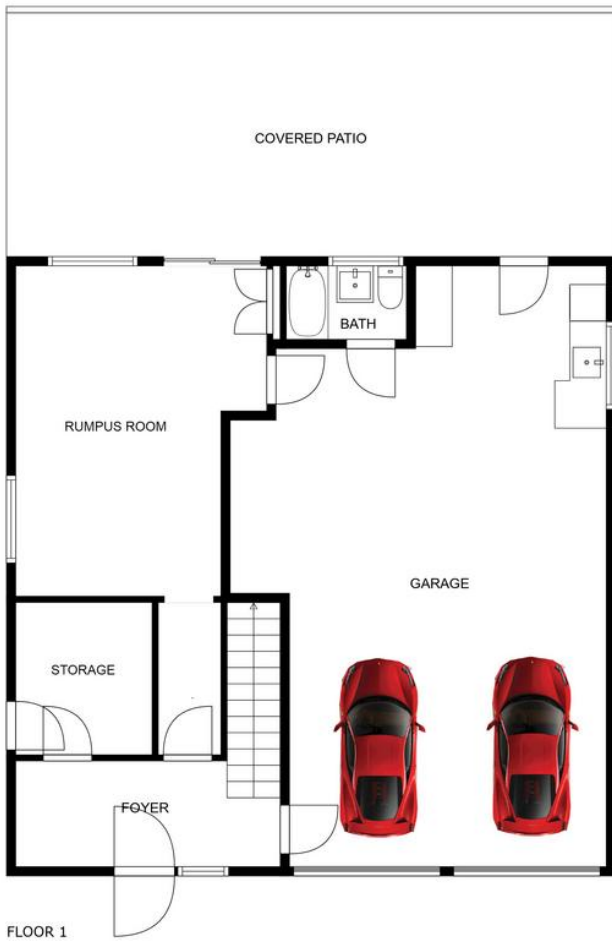 COVERED PATIO
BATH
RUMPUS ROOM
GARAGE
STORAGE
FOYER
FLOOR 1